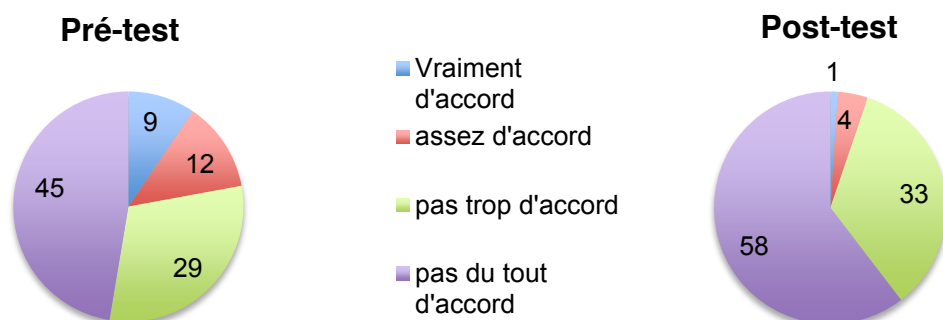 Pré-test
9
12
29
45
Vraiment
d'accord
assez d'accord
pas trop d'accord
pas du tout
d'accord
Post-test
1
4
33
58